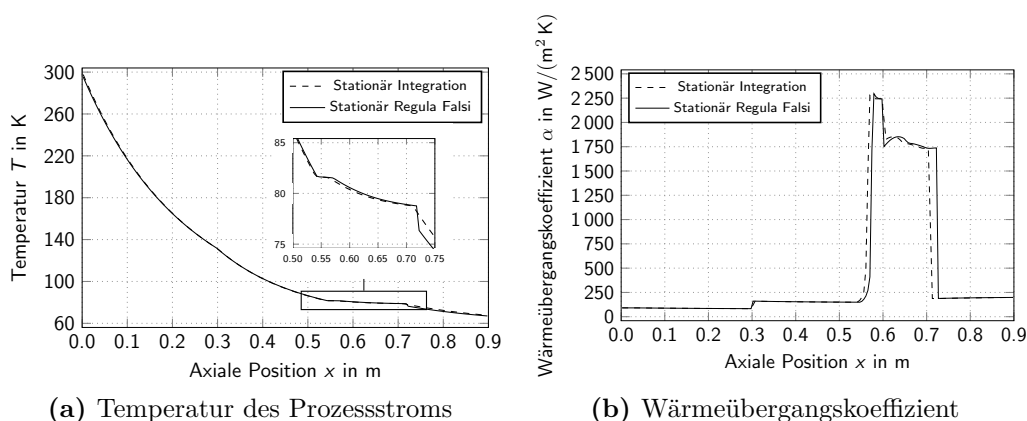 Temperatur T in K
300
260
220
180
140
100
60
Stationär Integration
Stationär Regula Falsi
85
80
75
0.50 0.55 0.60 0.65 0.70 0.75
0.0 0.1 0.2 0.3 0.4 0.5 0.6 0.7 0.8 0.9
Axiale Position x in m
(a) Temperatur des Prozessstroms
Wärmeübergangskoeffizient α in W/(m² K)
2 500
2 250
2 000
1 750
1 500
1 250
1 000
750
500
250
0
Stationär Integration
Stationär Regula Falsi
0.0 0.1 0.2 0.3 0.4 0.5 0.6 0.7 0.8 0.9
Axiale Position x in m
(b) Wärmeübergangskoeffizient